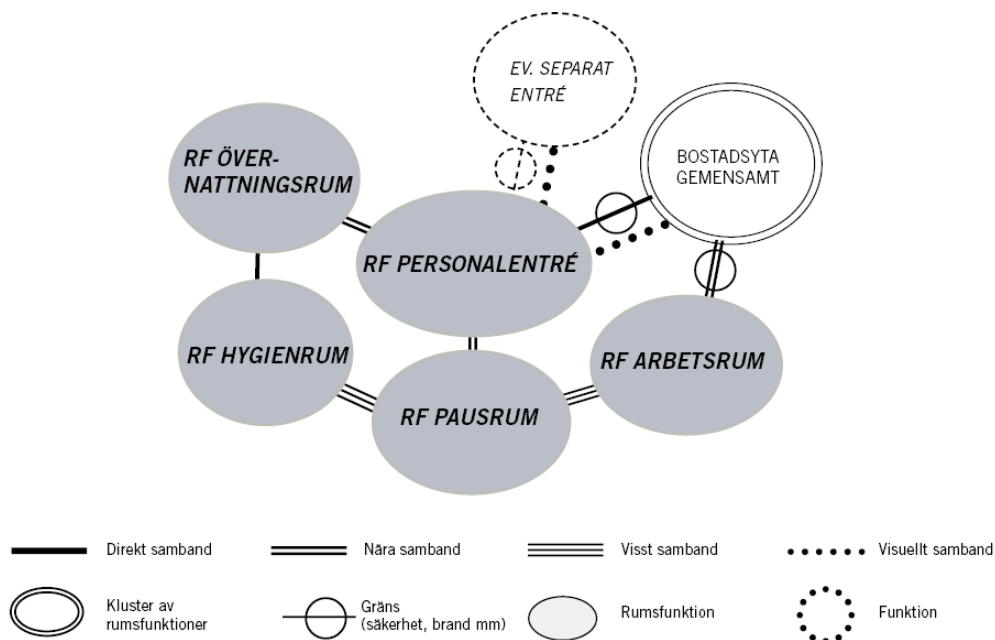 EV. SEPARAT
ENTRÉ
RF ÖVER-
NATTNINGSRUM
BOSTADSYTA
GEMENSAMT
RF PERSONALENTRÉ
RF HYGIENRUM
RF ARBETSRUM
RF PAUSRUM
Direkt samband
Nära samband
Visst samband
Visuellt samband
Kluster av
rumsfunktioner
Gräns
(säkerhet, brand mm)
Rumsfunktion
Funktion